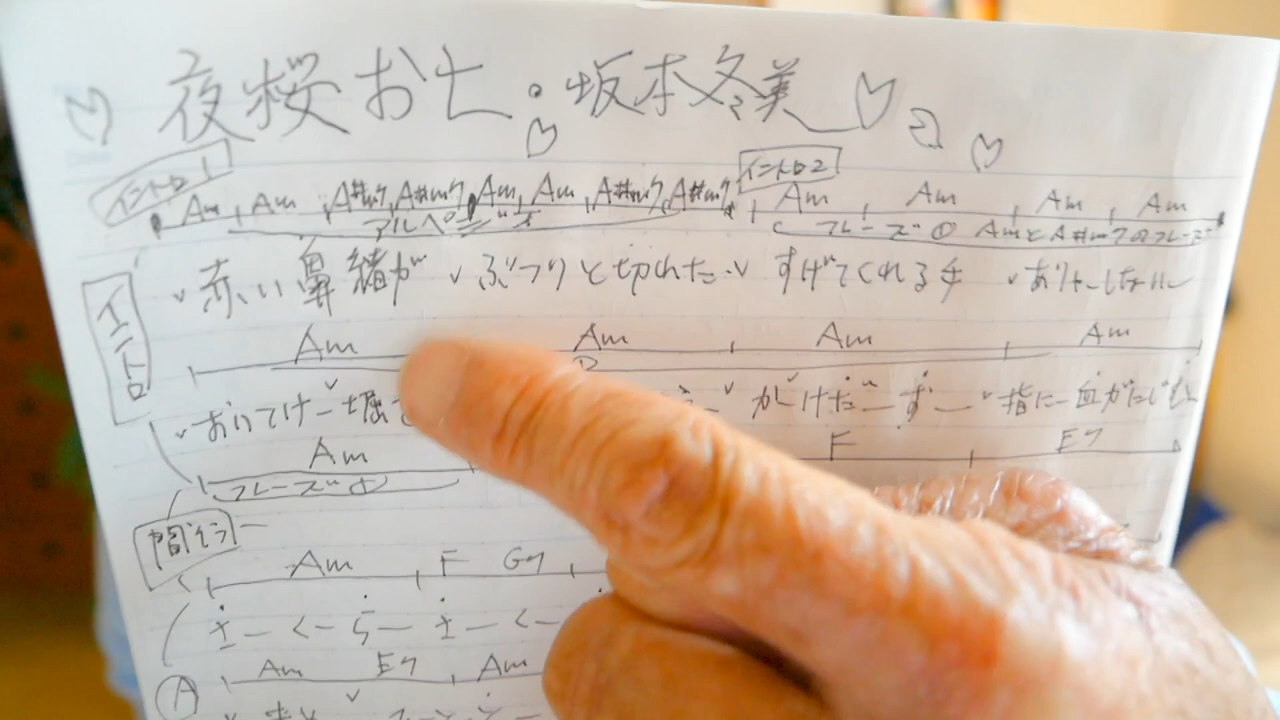 夜桜お七・坂本冬美
イントロ1
イントロ2
Am Am A#m7 A#m7 Am Am A#m7 A#m7 Am Am Am Am
アルペジオ フレーズ① AmとA#m7のフレーズ
赤い鼻緒が ぷつりと切れた すげてくれる手 ありゃしない
イントロ
Am Am Am Am
おいてけ堀 がけだー ず 指に血がにじむ
Am F E7
フレーズ①
間そう
Am F G7
さくらさく
Am E7 Am
Ⓐ